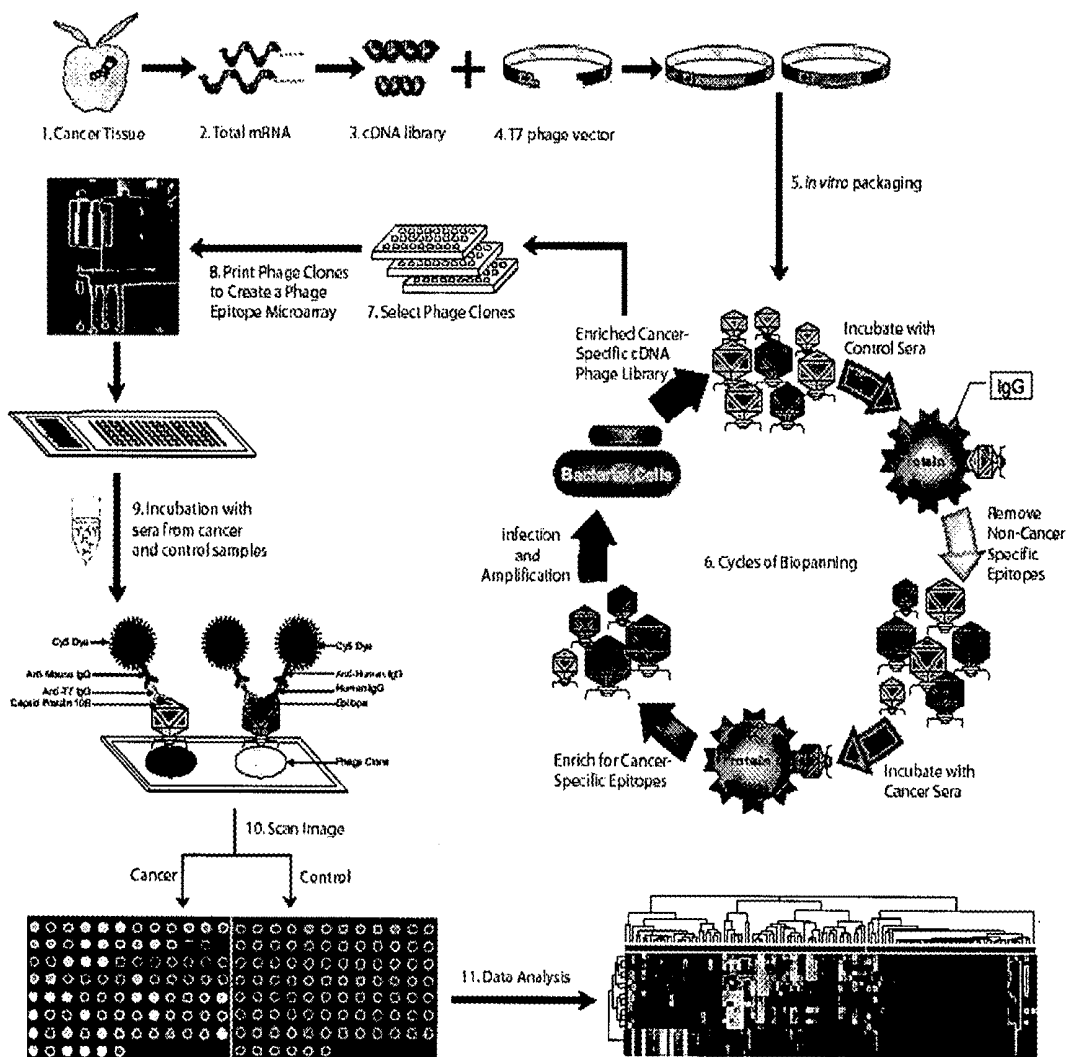 1. Cancer Tissue
2. Total mRNA
3. cDNA library
4. T7 phage vector
5. In vitro packaging
8. Print Phage Clones
to Create a Phage
Epitope Microarray
7. Select Phage Clones
Enriched Cancer-
Specific cDNA
Phage Library
Incubate with
Control Sera
IgG
Bacteria Cells
Remove
Non-Cancer
Specific
Epitopes
9. Incubation with
sera from cancer
and control samples
Infection
and
Amplification
6. Cycles of Biopanning
Cy5 Dye
Cy5 Dye
Anti-Mouse IgG
Anti-Human IgG
Anti-T7 IgG
Human IgG
Capsid Protein 10B
Epitope
Phage Clone
Protein
Enrich for Cancer-
Specific Epitopes
Incubate with
Cancer Sera
10. Scan Image
Cancer
Control
11. Data Analysis